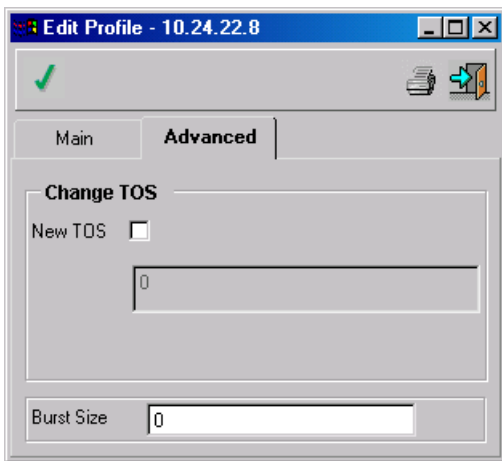 Edit Profile - 10.24.22.8
Main Advanced
Change TOS
New TOS
0
Burst Size 0